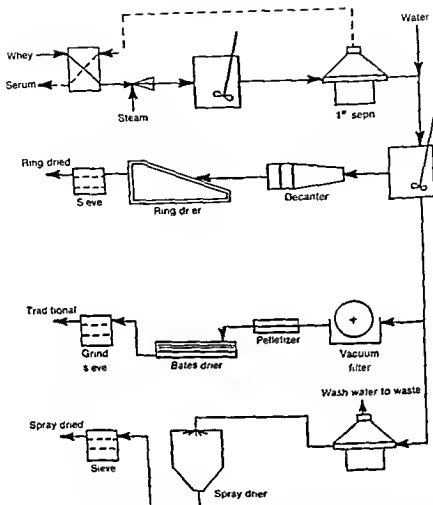 Whey
Serum
Steam
1° sepn
Water
Ring dried
Sieve
Ring drier
Decanter
Traditional
Grind
sieve
Bates drier
Pelletizer
Vacuum
filter
Wash water to waste
Spray dried
Sieve
Spray drier